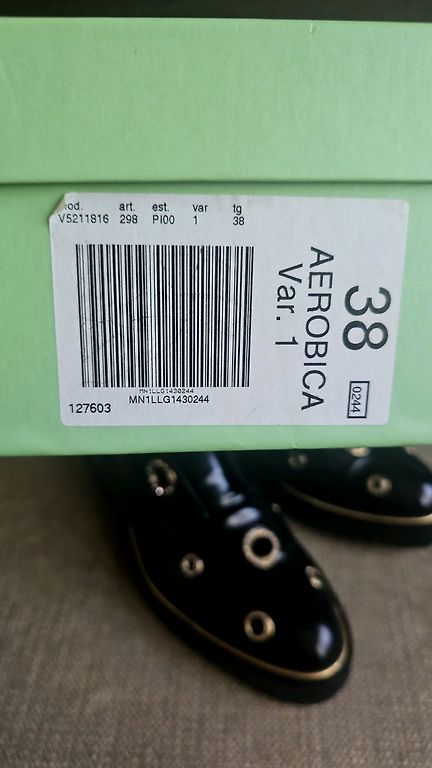 mod. art. est. var tg
V5211816 298 PI00 1 38
MN1LLG1430244
MN1LLG1430244
127603
38
0244
AEROBICA
Var. 1